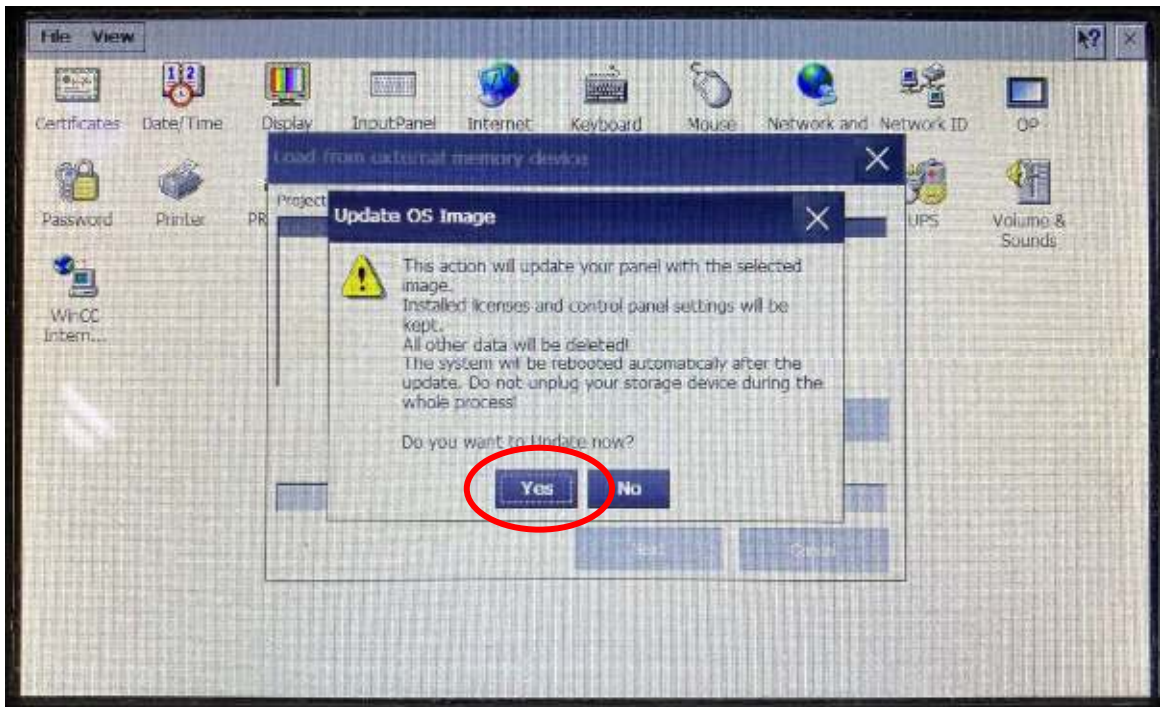 File View
Certificates Date/Time Display InputPanel Internet Keyboard Mouse Network and Network ID OP
Load from external memory device
Password Printer PR Project UPS Volume &
Sounds
Update OS Image
This action will update your panel with the selected
image.
Installed licenses and control panel settings will be
kept.
All other data will be deleted!
The system will be rebooted automatically after the
update. Do not unplug your storage device during the
whole process!
WinCC
Intern...
Do you want to Update now?
Yes No
Next Cancel